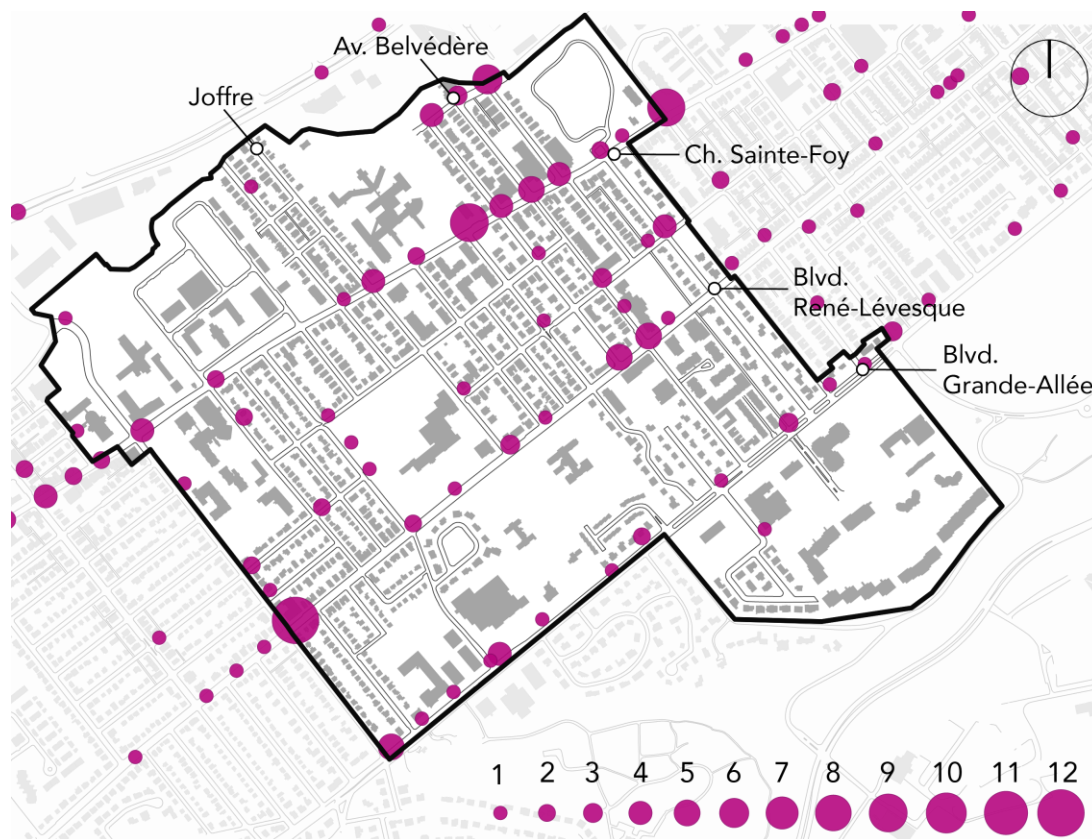 Av. Belvédère
Joffre
Ch. Sainte-Foy
Blvd.
René-Lévesque
Blvd.
Grande-Allée
1 2 3 4 5 6 7 8 9 10 11 12